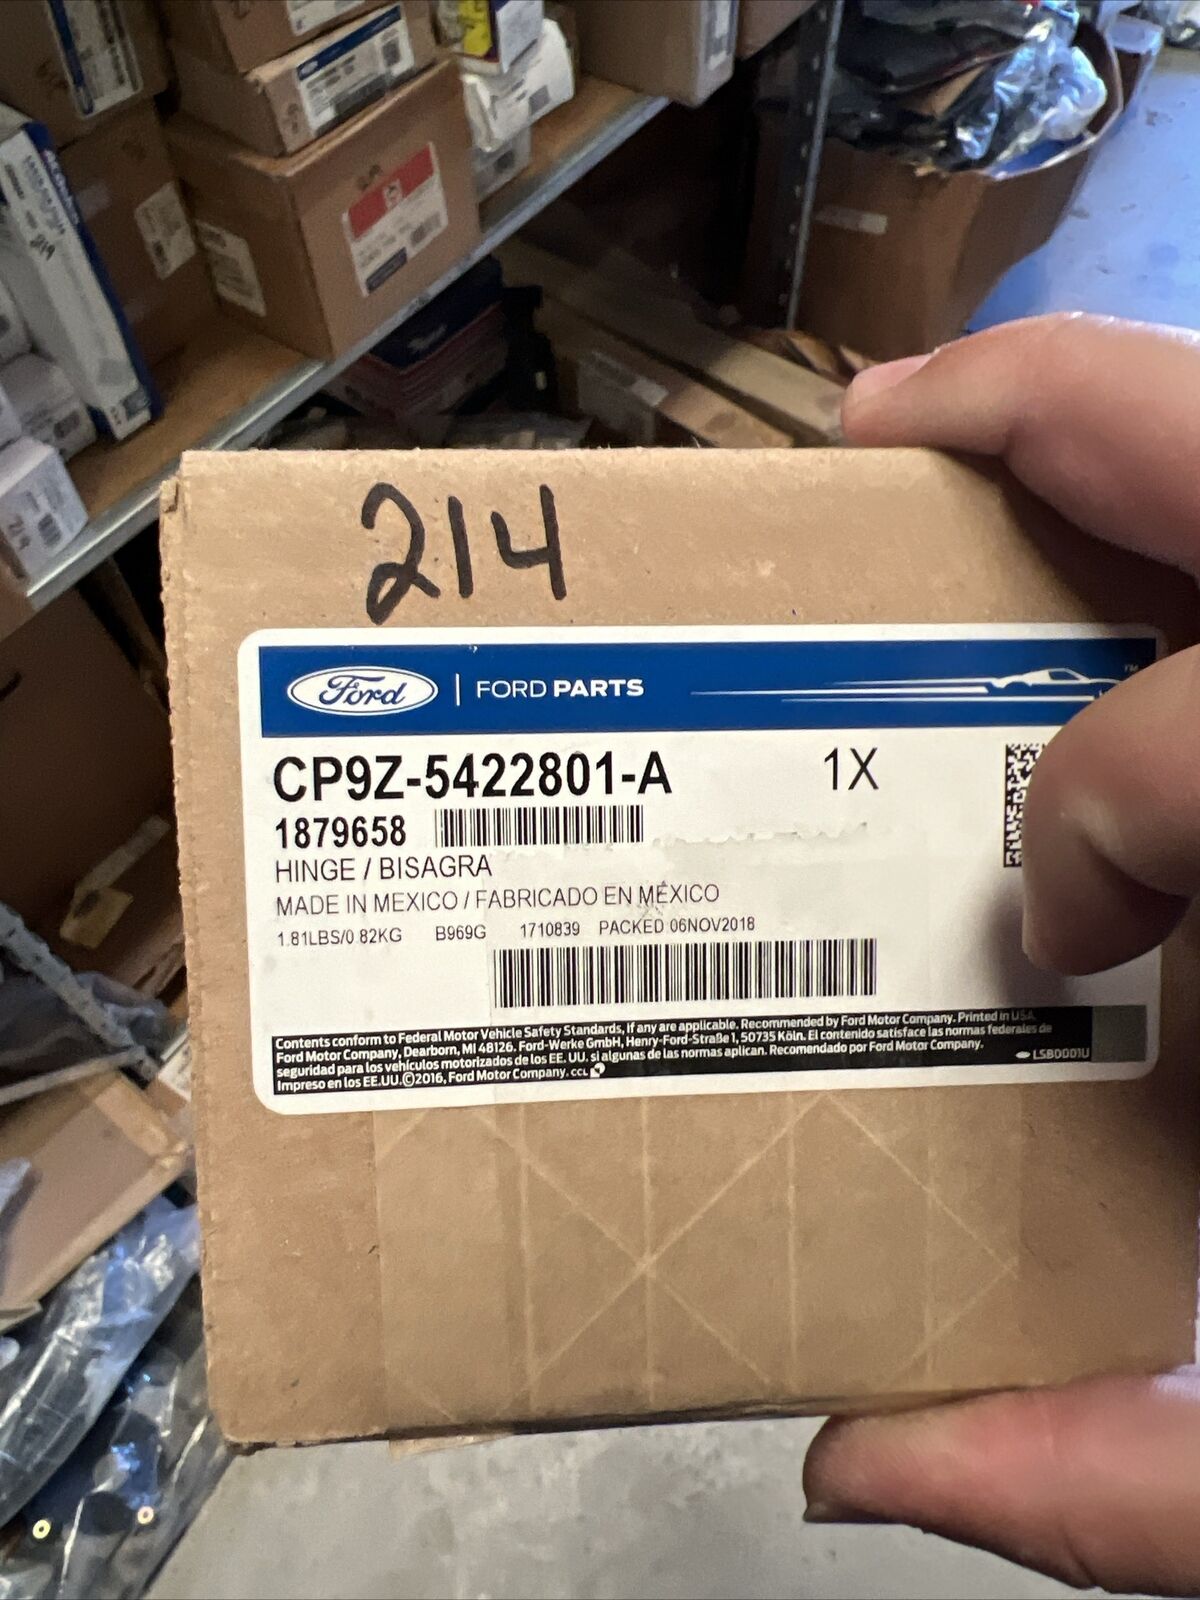 214
Ford | FORD PARTS
TM
CP9Z-5422801-A 1X
1879658
HINGE / BISAGRA
MADE IN MEXICO / FABRICADO EN MÉXICO
1.81LBS/0.82KG B969G 1710839 PACKED 06NOV2018
Contents conform to Federal Motor Vehicle Safety Standards, if any are applicable. Recommended by Ford Motor Company. Printed in USA.
Ford Motor Company, Dearborn, MI 48126. Ford-Werke GmbH, Henry-Ford-Straße 1, 50735 Köln. El contenido satisface las normas federales de
seguridad para los vehículos motorizados de los EE. UU. si algunas de las normas aplican. Recomendado por Ford Motor Company.
Impreso en los EE.UU.©2016, Ford Motor Company. CCL
LSB0001U
219